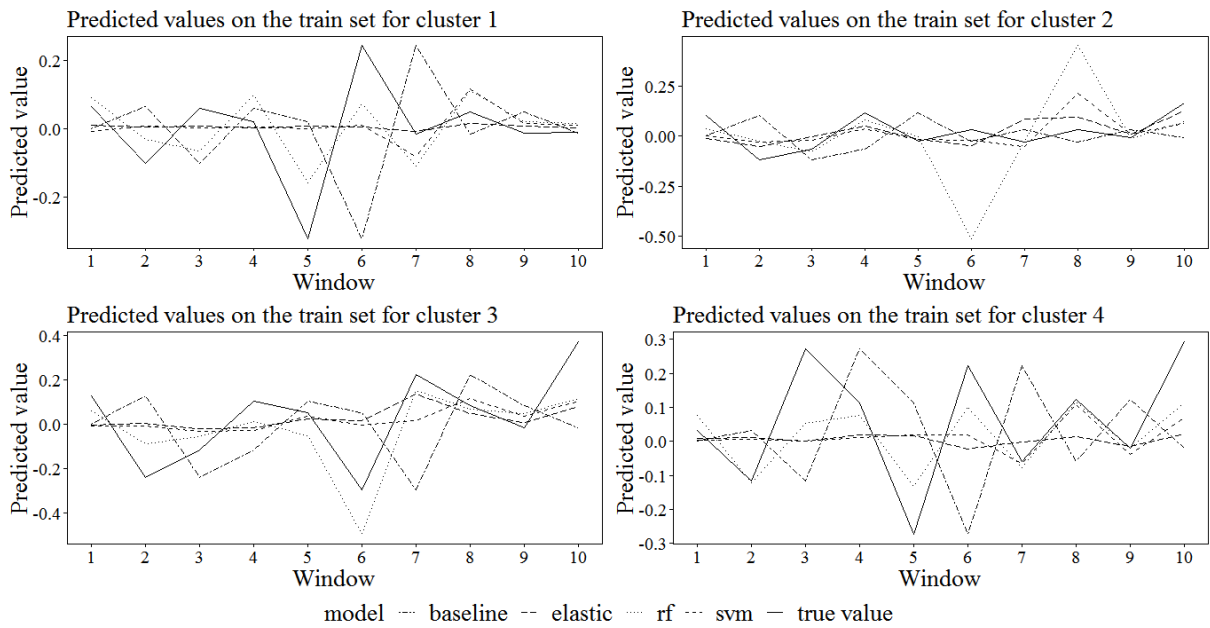 Predicted values on the train set for cluster 1
Predicted value
0.2
0.0
-0.2
1 2 3 4 5 6 7 8 9 10
Window
Predicted values on the train set for cluster 2
Predicted value
0.25
0.00
-0.25
-0.50
1 2 3 4 5 6 7 8 9 10
Window
Predicted values on the train set for cluster 3
Predicted value
0.4
0.2
0.0
-0.2
-0.4
1 2 3 4 5 6 7 8 9 10
Window
Predicted values on the train set for cluster 4
Predicted value
0.3
0.2
0.1
0.0
-0.1
-0.2
-0.3
1 2 3 4 5 6 7 8 9 10
Window
model baseline elastic rf svm true value